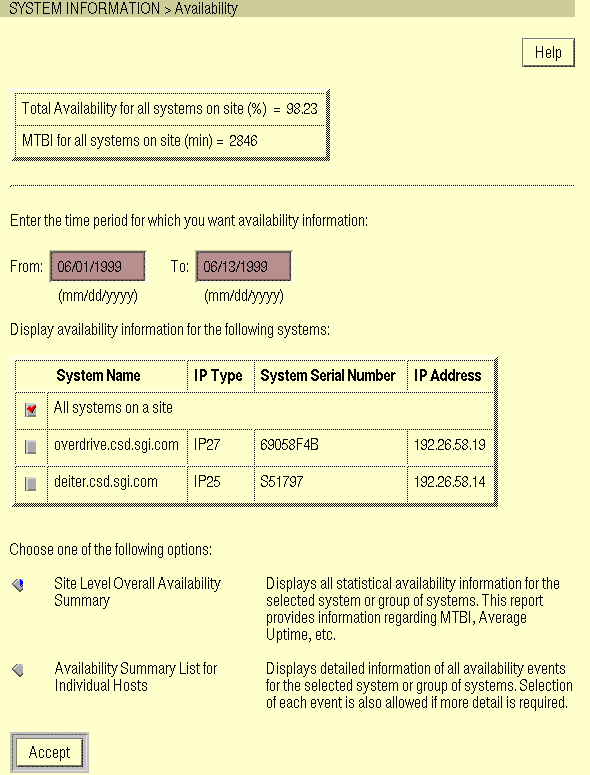 SYSTEM INFORMATION > Availability
Help
Total Availability for all systems on site (%) = 98.23
MTBI for all systems on site (min) = 2846
Enter the time period for which you want availability information:
From: 06/01/1999 To: 06/13/1999
(mm/dd/yyyy) (mm/dd/yyyy)
Display availability information for the following systems:
System Name IP Type System Serial Number IP Address
All systems on a site
overdrive.csd.sgi.com IP27 69058F4B 192.26.58.19
deiter.csd.sgi.com IP25 S51797 192.26.58.14
Choose one of the following options:
Site Level Overall Availability
Summary
Displays all statistical availability information for the
selected system or group of systems. This report
provides information regarding MTBI, Average
Uptime, etc.
Availability Summary List for
Individual Hosts
Displays detailed information of all availability events
for the selected system or group of systems. Selection
of each event is also allowed if more detail is required.
Accept